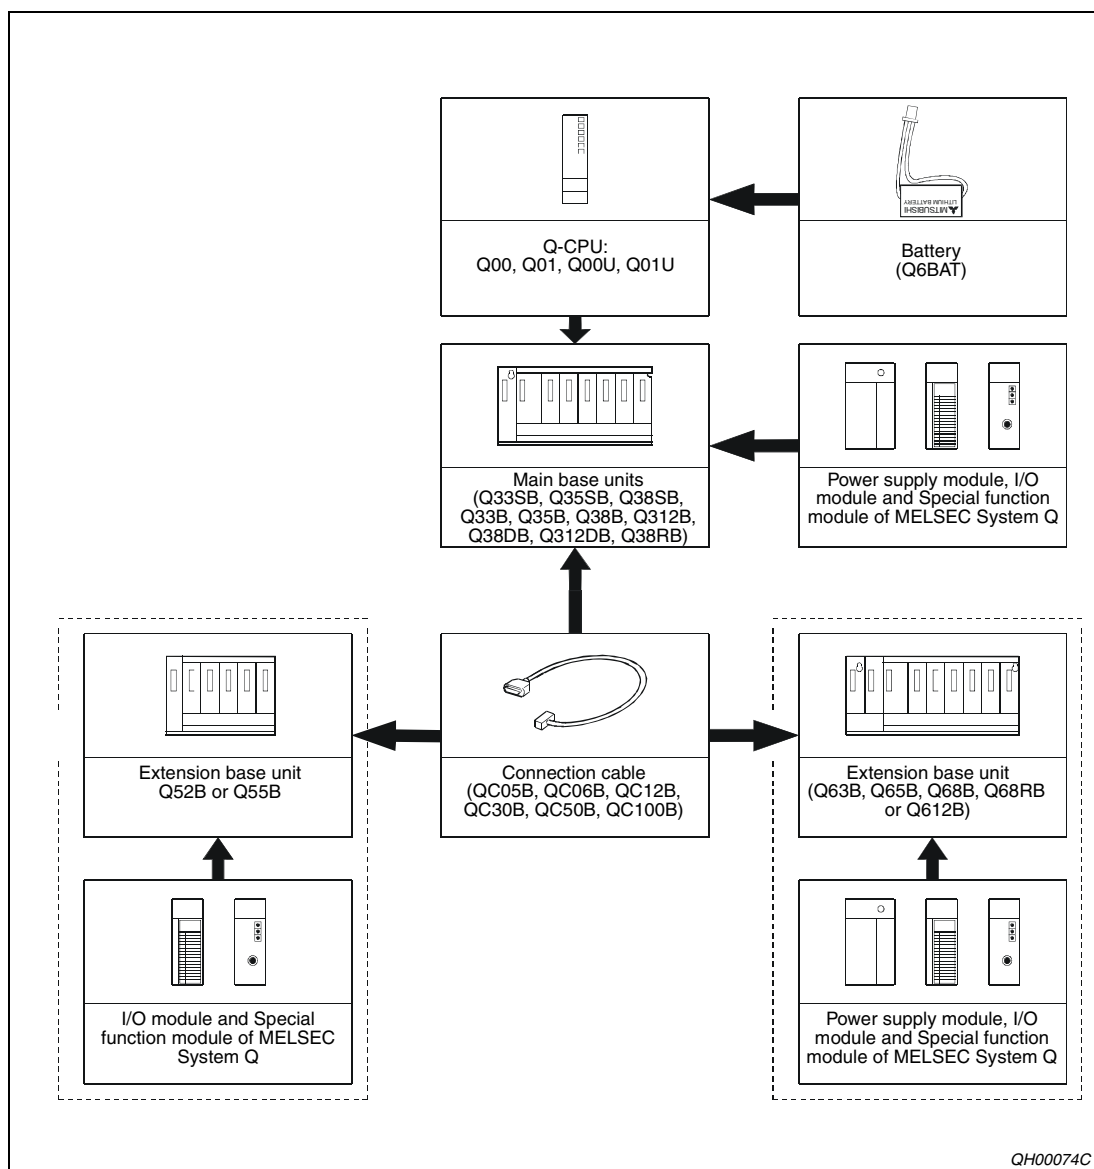 Q-CPU:
Q00, Q01, Q00U, Q01U
MITSUBISHI
LITHIUM BATTERY
Battery
(Q6BAT)
Main base units
(Q33SB, Q35SB, Q38SB,
Q33B, Q35B, Q38B, Q312B,
Q38DB, Q312DB, Q38RB)
Power supply module, I/O
module and Special function
module of MELSEC System Q
Extension base unit
Q52B or Q55B
Connection cable
(QC05B, QC06B, QC12B,
QC30B, QC50B, QC100B)
Extension base unit
(Q63B, Q65B, Q68B, Q68RB
or Q612B)
I/O module and Special
function module of MELSEC
System Q
Power supply module, I/O
module and Special function
module of MELSEC System Q
QH00074C